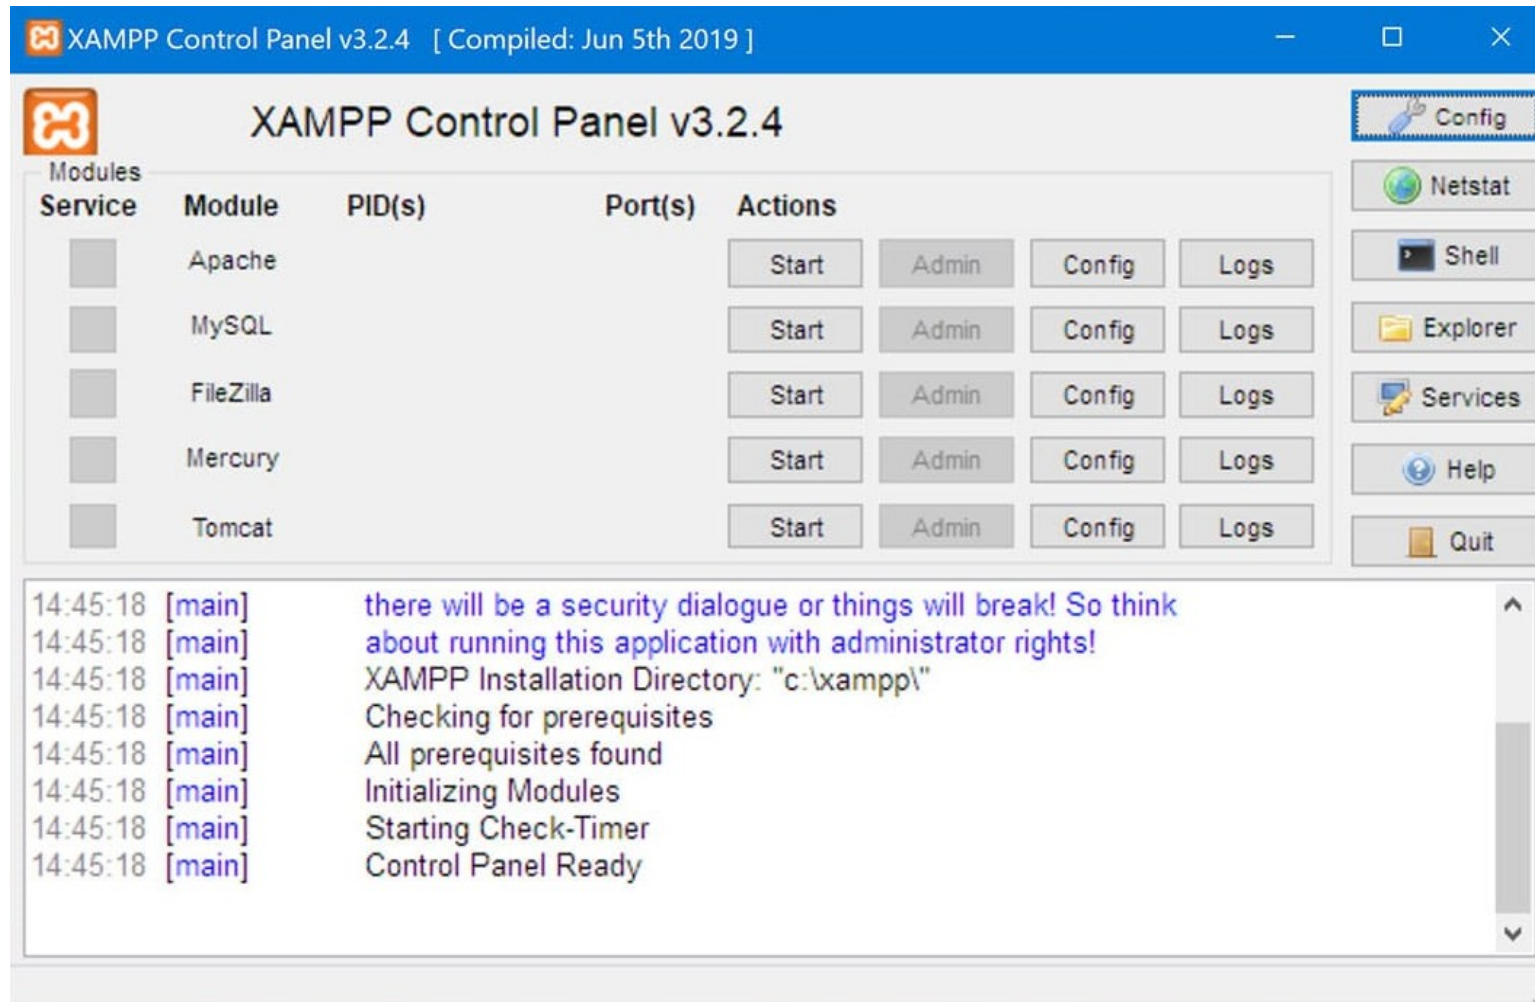 XAMPP Control Panel v3.2.4 [ Compiled: Jun 5th 2019 ]
XAMPP Control Panel v3.2.4
Config
Modules
Netstat
Service Module PID(s) Port(s) Actions
Shell
Apache Start Admin Config Logs
Explorer
MySQL Start Admin Config Logs
Services
FileZilla Start Admin Config Logs
Help
Mercury Start Admin Config Logs
Quit
Tomcat Start Admin Config Logs
14:45:18 [main] there will be a security dialogue or things will break! So think
14:45:18 [main] about running this application with administrator rights!
14:45:18 [main] XAMPP Installation Directory: "c:\xampp\"
14:45:18 [main] Checking for prerequisites
14:45:18 [main] All prerequisites found
14:45:18 [main] Initializing Modules
14:45:18 [main] Starting Check-Timer
14:45:18 [main] Control Panel Ready